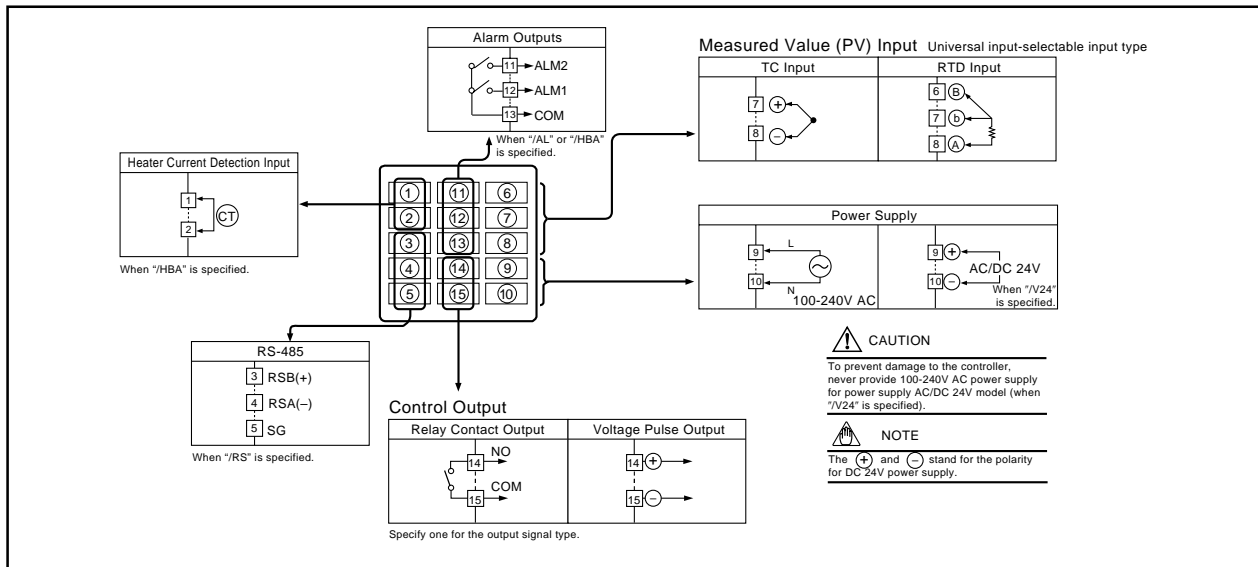 Alarm Outputs
11 ALM2
12 ALM1
13 COM
When "/AL" or "/HBA"
is specified.
Measured Value (PV) Input Universal input-selectable input type
TC Input
7 +
8 −
RTD Input
6 B
7 b
8 A
Heater Current Detection Input
1
CT
2
When "/HBA" is specified.
1 11 6
2 12 7
3 13 8
4 14 9
5 15 10
Power Supply
9 L
10 N
100-240V AC
9 +
AC/DC 24V
10 −
When "/V24"
is specified.
RS-485
3 RSB(+)
4 RSA(−)
5 SG
When "/RS" is specified.
Control Output
Relay Contact Output
14 NO
15 COM
Voltage Pulse Output
14 +
15 −
Specify one for the output signal type.
CAUTION
To prevent damage to the controller,
never provide 100-240V AC power supply
for power supply AC/DC 24V model (when
"/V24" is specified).
NOTE
The + and − stand for the polarity
for DC 24V power supply.